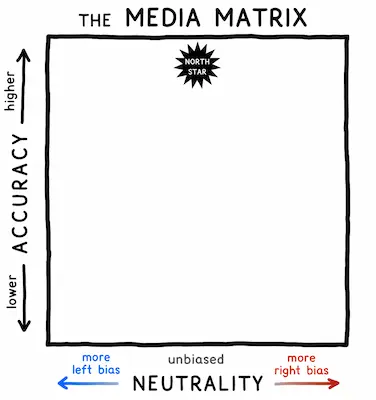 THE MEDIA MATRIX
NORTH
STAR
higher
ACCURACY
lower
more
left bias
unbiased
more
right bias
NEUTRALITY